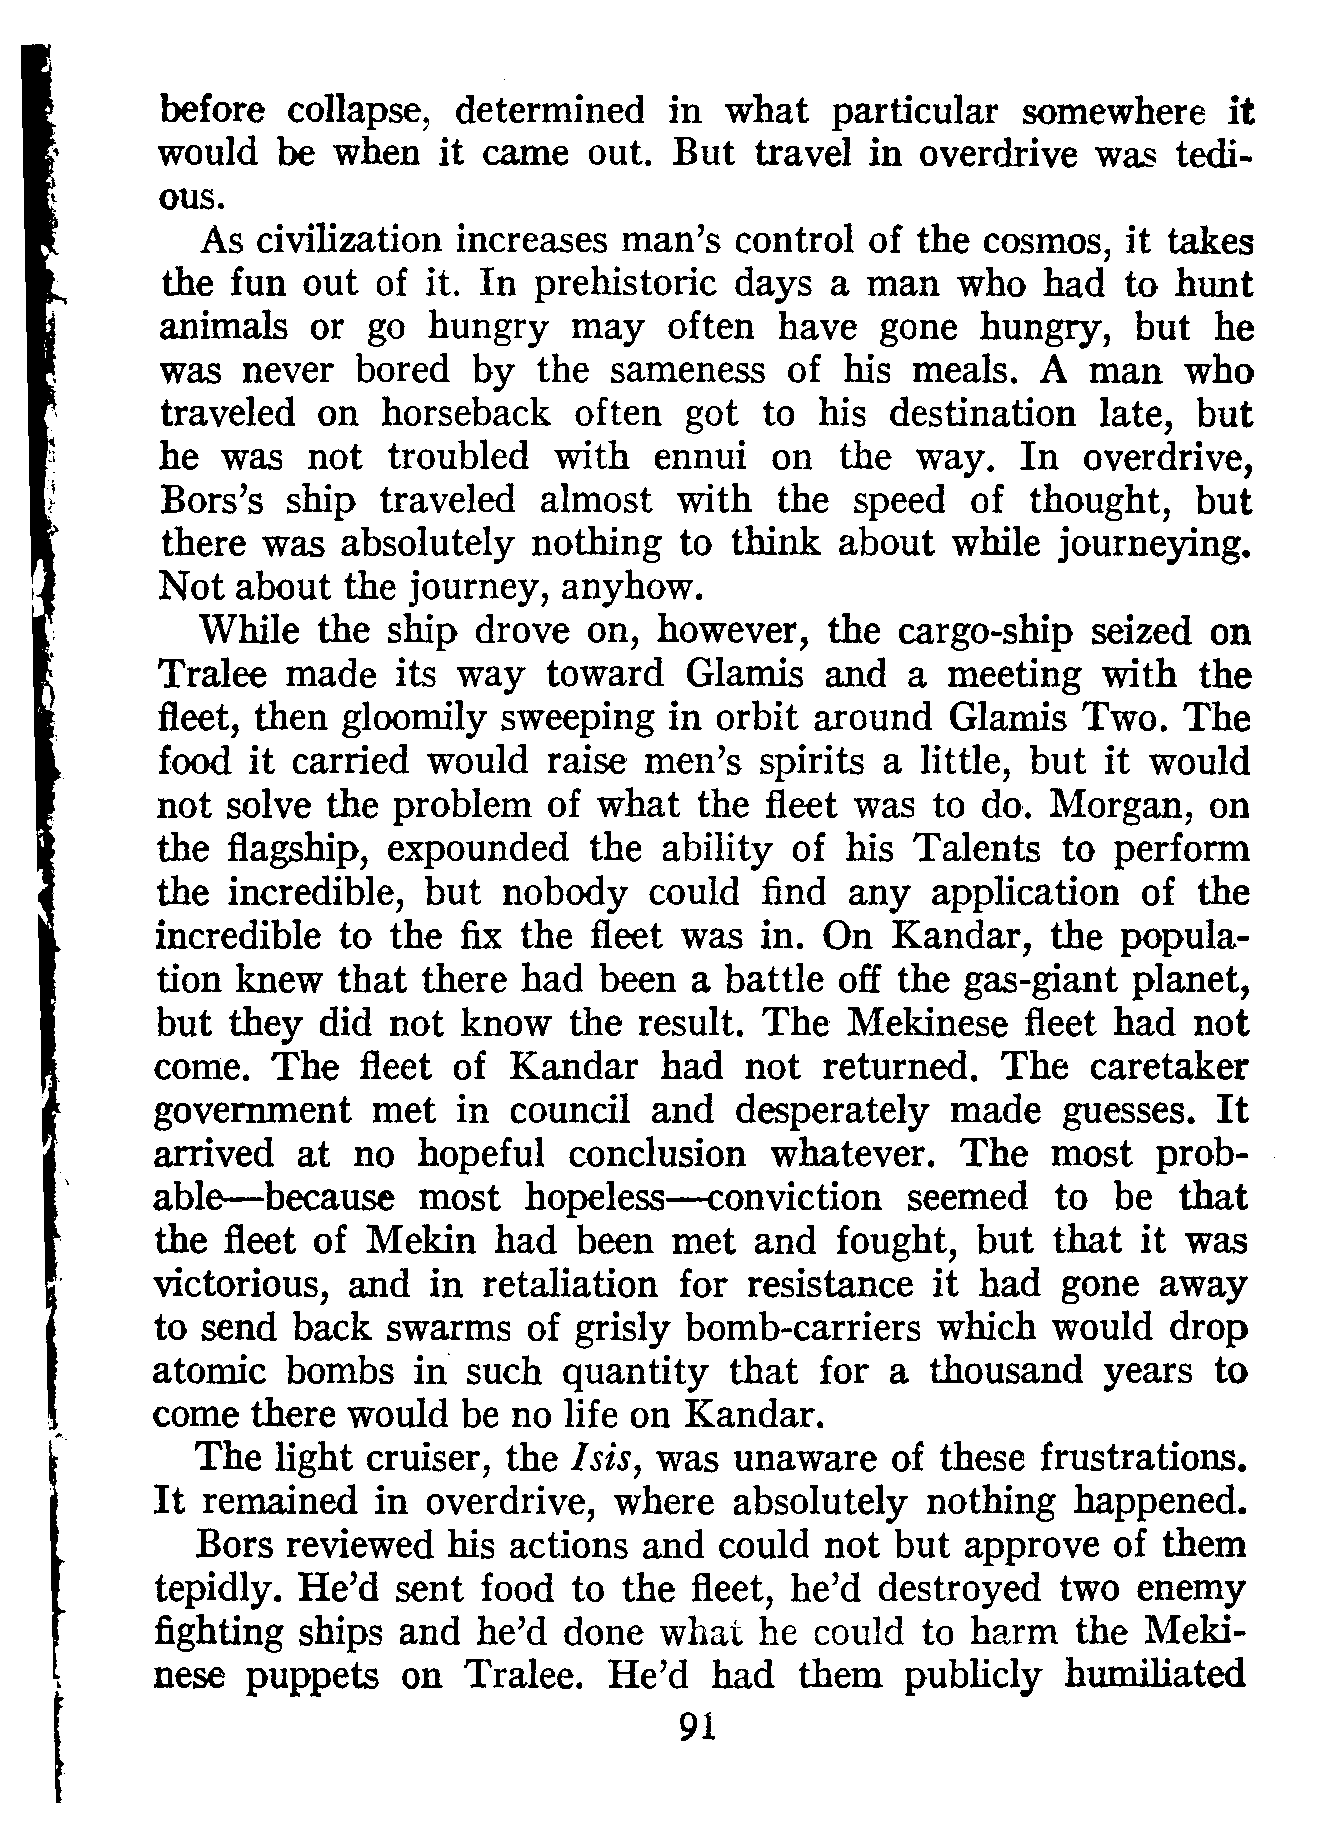 before collapse, determined in what particular somewhere it
would be when it came out. But travel in overdrive was tedi-
ous.
As civilization increases man's control of the cosmos, it takes
the fun out of it. In prehistoric days a man who had to hunt
animals or go hungry may often have gone hungry, but he
was never bored by the sameness of his meals. A man who
traveled on horseback often got to his destination late, but
he was not troubled with ennui on the way. In overdrive,
Bors's ship traveled almost with the speed of thought, but
there was absolutely nothing to think about while journeying.
Not about the journey, anyhow.
While the ship drove on, however, the cargo-ship seized on
Tralee made its way toward Glamis and a meeting with the
fleet, then gloomily sweeping in orbit around Glamis Two. The
food it carried would raise men's spirits a little, but it would
not solve the problem of what the fleet was to do. Morgan, on
the flagship, expounded the ability of his Talents to perform
the incredible, but nobody could find any application of the
incredible to the fix the fleet was in. On Kandar, the popula-
tion knew that there had been a battle off the gas-giant planet,
but they did not know the result. The Mekinese fleet had not
come. The fleet of Kandar had not returned. The caretaker
government met in council and desperately made guesses. It
arrived at no hopeful conclusion whatever. The most prob-
able—because most hopeless—conviction seemed to be that
the fleet of Mekin had been met and fought, but that it was
victorious, and in retaliation for resistance it had gone away
to send back swarms of grisly bomb-carriers which would drop
atomic bombs in such quantity that for a thousand years to
come there would be no life on Kandar.
The light cruiser, the Isis, was unaware of these frustrations.
It remained in overdrive, where absolutely nothing happened.
Bors reviewed his actions and could not but approve of them
tepidly. He'd sent food to the fleet, he'd destroyed two enemy
fighting ships and he'd done what he could to harm the Meki-
nese puppets on Tralee. He'd had them publicly humiliated
91